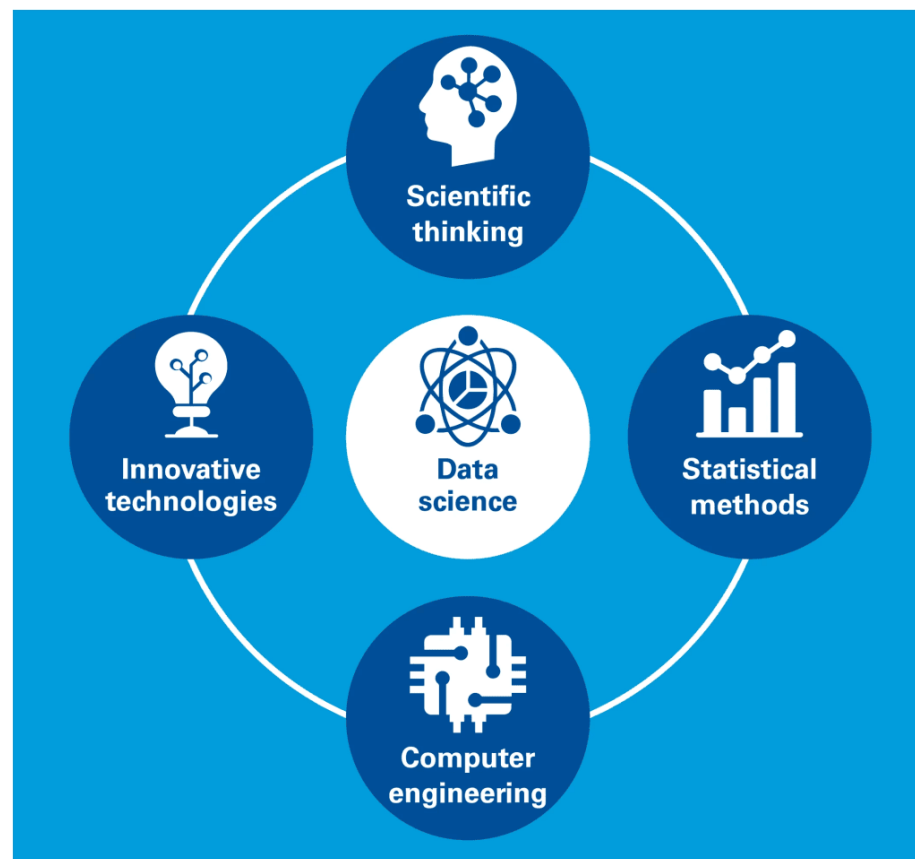 Scientific
thinking
Innovative
technologies
Data
science
Statistical
methods
Computer
engineering